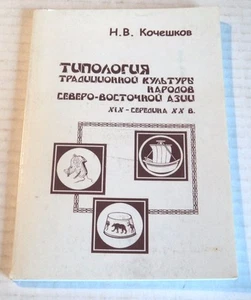 Н.В. Кочешков
ТИПОЛОГИЯ
ТРАДИЦИОННОЙ КУЛЬТУРЫ
НАРОДОВ
СЕВЕРО-ВОСТОЧНОЙ АЗИИ
XIX - СЕРЕДИНА XX В.